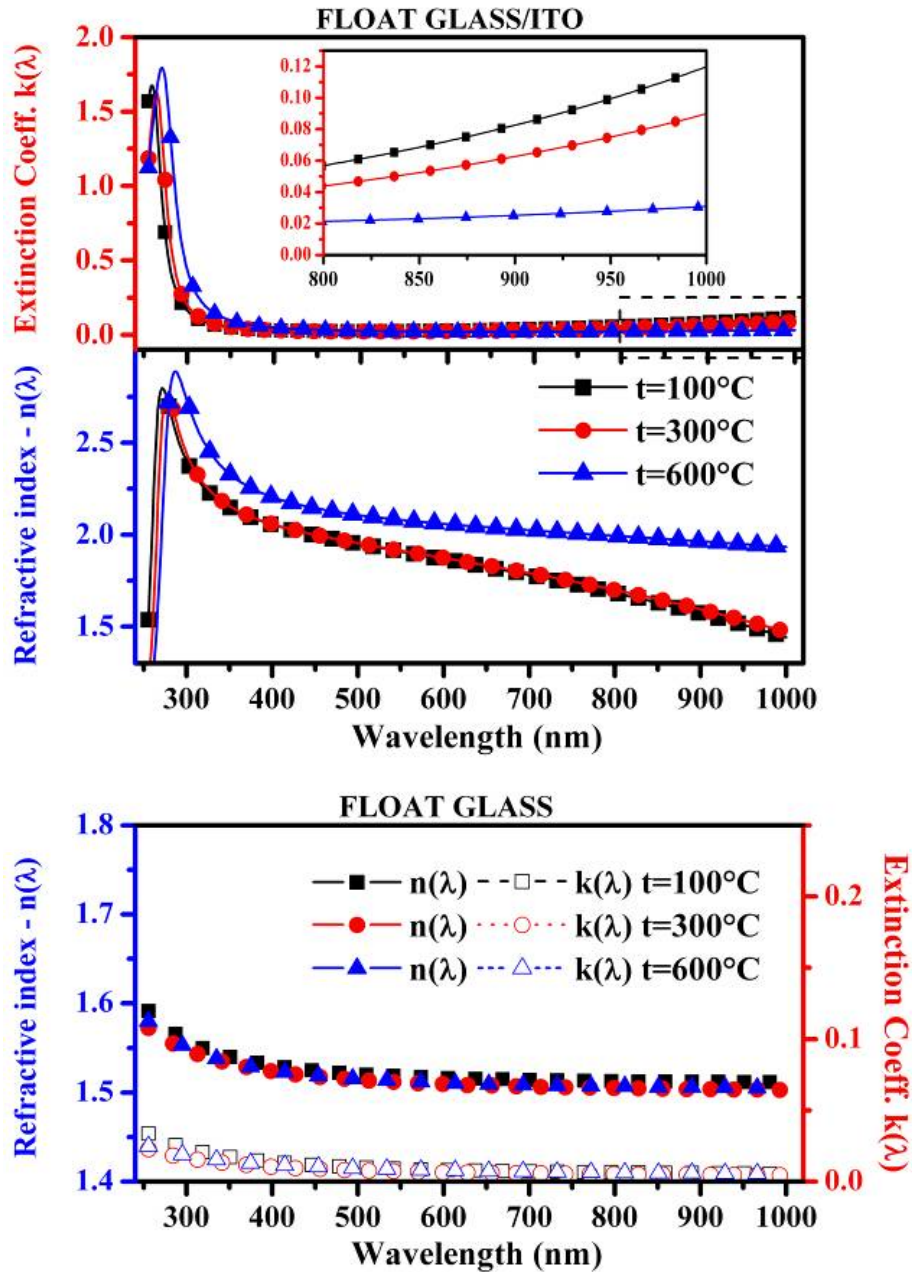 FLOAT GLASS/ITO
Extinction Coeff. k(λ)
2.0
1.5
1.0
0.5
0.0
0.12
0.10
0.08
0.06
0.04
0.02
0.00
800 850 900 950 1000
Refractive index - n(λ)
2.5
2.0
1.5
t=100°C
t=300°C
t=600°C
300 400 500 600 700 800 900 1000
Wavelength (nm)
FLOAT GLASS
Refractive index - n(λ)
1.8
1.7
1.6
1.5
1.4
n(λ) k(λ) t=100°C
n(λ) k(λ) t=300°C
n(λ) k(λ) t=600°C
0.2
0.1
0.0
Extinction Coeff. k(λ)
300 400 500 600 700 800 900 1000
Wavelength (nm)